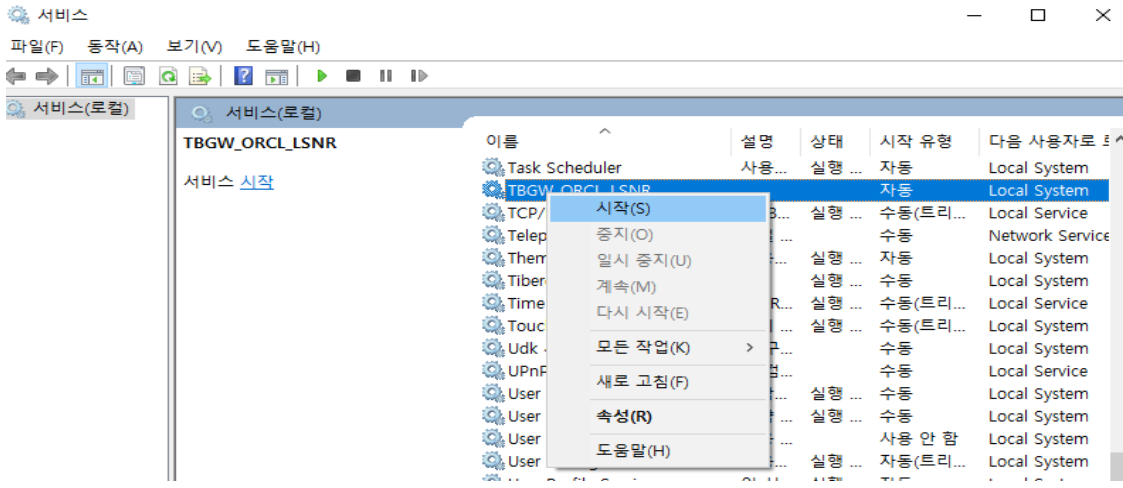 서비스
파일(F) 동작(A) 보기(V) 도움말(H)
서비스(로컬)
서비스(로컬)
TBGW_ORCL_LSNR
서비스 시작
이름 설명 상태 시작 유형 다음 사용자로
Task Scheduler 사용... 실행 ... 자동 Local System
TBGW_ORCL_LSNR 자동 Local System
TCP/ 실행 ... 수동(트리... Local Service
Telep ... 수동 Network Service
Them ... 실행 ... 자동 Local System
Tiber 실행 ... 수동 Local System
Time R... 실행 ... 수동(트리... Local Service
Touc ... 실행 ... 수동(트리... Local System
Udk 수동 Local System
UPnP 수동 Local Service
User 실행 ... 수동 Local System
User ... 실행 ... 수동 Local System
User ... 사용 안 함 Local System
User 실행 ... 자동(트리... Local System
시작(S)
중지(O)
일시 중지(U)
계속(M)
다시 시작(E)
모든 작업(K)
새로 고침(F)
속성(R)
도움말(H)